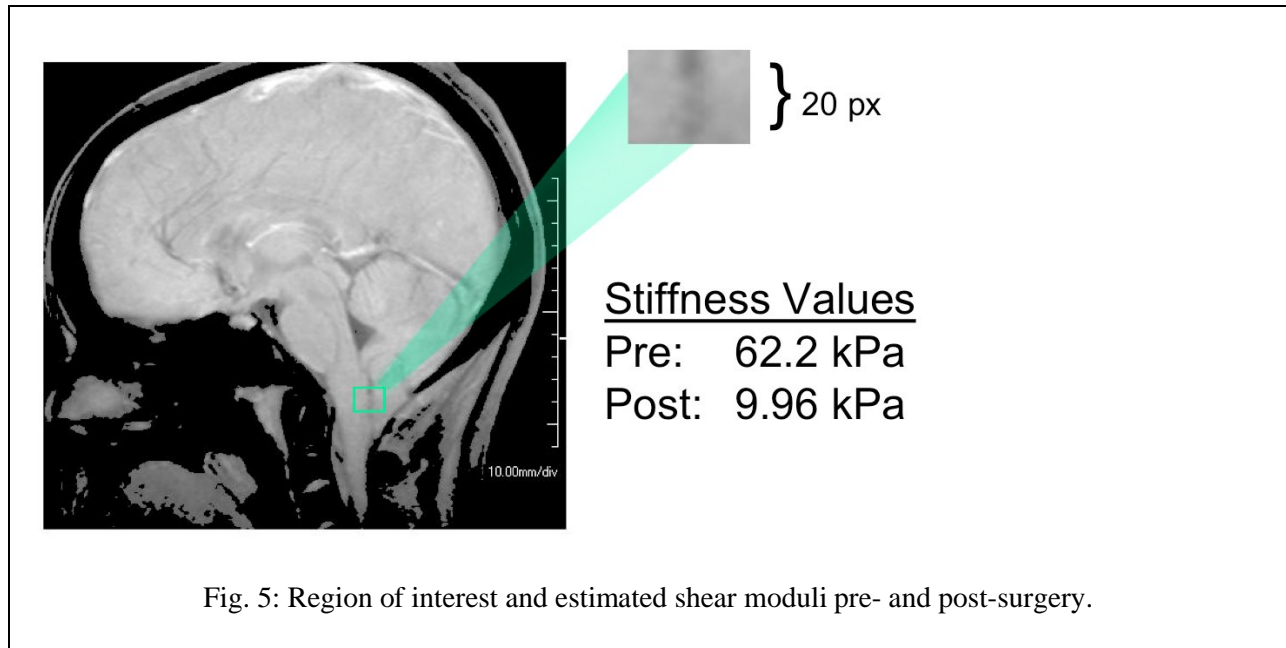 } 20 px
10.00mm/div
Stiffness Values
Pre: 62.2 kPa
Post: 9.96 kPa
Fig. 5: Region of interest and estimated shear moduli pre- and post-surgery.